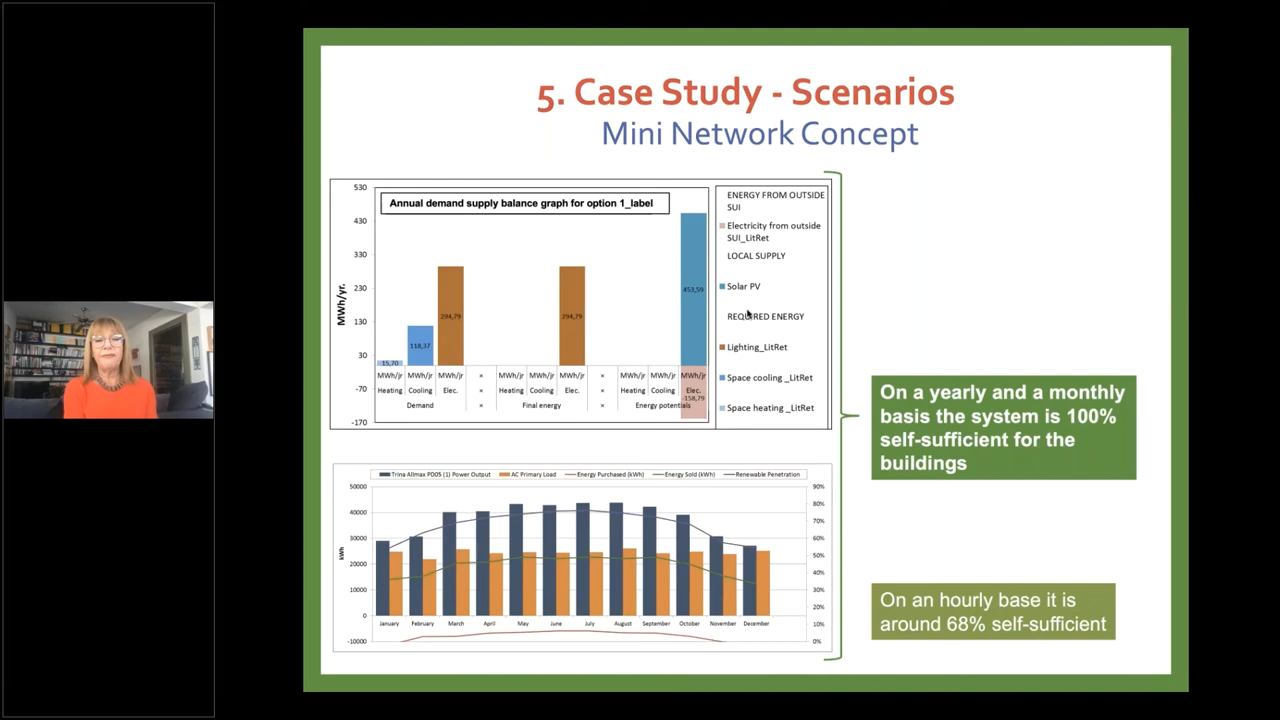 5. Case Study - Scenarios
Mini Network Concept
Annual demand supply balance graph for option 1_label
MWh/yr.
530
430
330
230
130
30
-70
-170
15,70
118,37
294,79
294,79
453,59
-158,79
MWh/jr MWh/jr MWh/jr × MWh/jr MWh/jr MWh/jr × MWh/jr MWh/jr MWh/jr
Heating Cooling Elec. × Heating Cooling Elec. × Heating Cooling Elec.
Demand × Final energy × Energy potentials
ENERGY FROM OUTSIDE
SUI
Electricity from outside
SUI_LitRet
LOCAL SUPPLY
Solar PV
REQUIRED ENERGY
Lighting_LitRet
Space cooling _LitRet
Space heating _LitRet
On a yearly and a monthly
basis the system is 100%
self-sufficient for the
buildings
Trina Allmax PD05 (1) Power Output AC Primary Load Energy Purchased (kWh) Energy Sold (kWh) Renewable Penetration
kWh
50000
40000
30000
20000
10000
0
-10000
90%
80%
70%
60%
50%
40%
30%
20%
10%
0%
January February March April May June July August September October November December
On an hourly base it is
around 68% self-sufficient